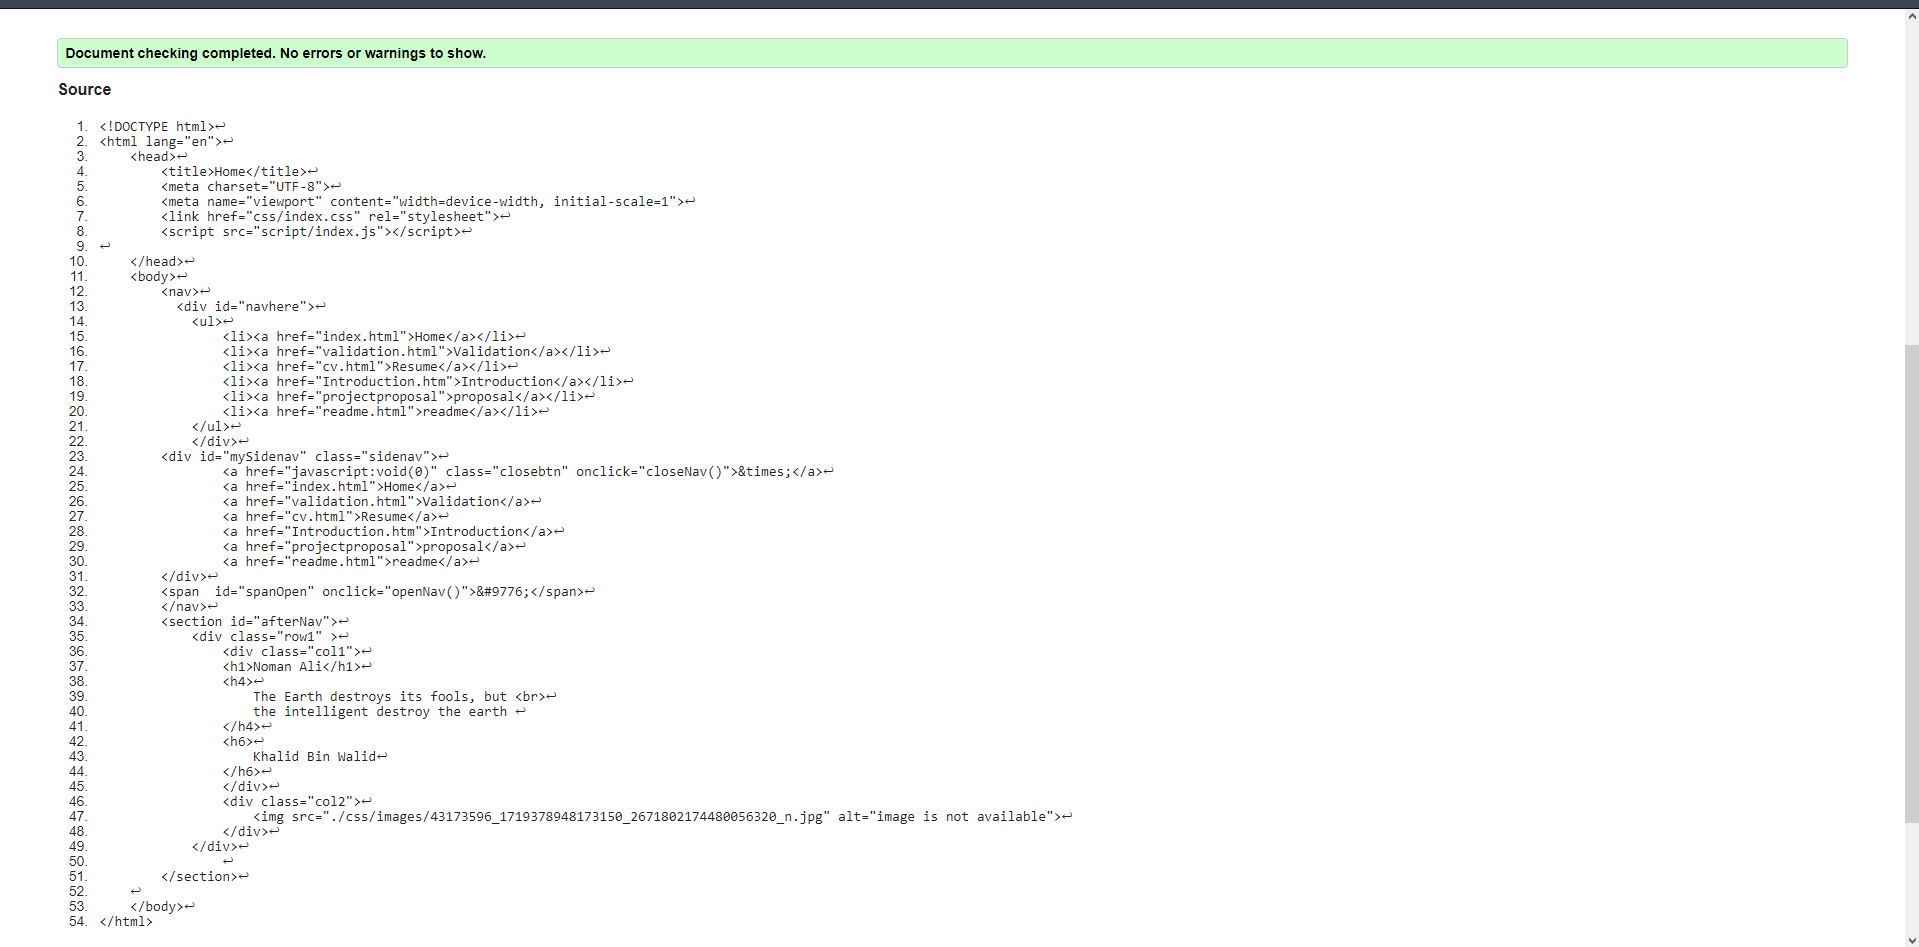 Document checking completed. No errors or warnings to show.
Source
1. <!DOCTYPE html>↩
2. <html lang="en">↩
3.     <head>↩
4.         <title>Home</title>↩
5.         <meta charset="UTF-8">↩
6.         <meta name="viewport" content="width=device-width, initial-scale=1">↩
7.         <link href="css/index.css" rel="stylesheet">↩
8.         <script src="script/index.js"></script>↩
9. ↩
10.     </head>↩
11.     <body>↩
12.         <nav>↩
13.           <div id="navhere">↩
14.             <ul>↩
15.                 <li><a href="index.html">Home</a></li>↩
16.                 <li><a href="validation.html">Validation</a></li>↩
17.                 <li><a href="cv.html">Resume</a></li>↩
18.                 <li><a href="Introduction.htm">Introduction</a></li>↩
19.                 <li><a href="projectproposal">proposal</a></li>↩
20.                 <li><a href="readme.html">readme</a></li>↩
21.             </ul>↩
22.             </div>↩
23.         <div id="mySidenav" class="sidenav">↩
24.                 <a href="javascript:void(0)" class="closebtn" onclick="closeNav()">&times;</a>↩
25.                 <a href="index.html">Home</a>↩
26.                 <a href="validation.html">Validation</a>↩
27.                 <a href="cv.html">Resume</a>↩
28.                 <a href="Introduction.htm">Introduction</a>↩
29.                 <a href="projectproposal">proposal</a>↩
30.                 <a href="readme.html">readme</a>↩
31.         </div>↩
32.         <span  id="spanOpen" onclick="openNav()">&#9776;</span>↩
33.         </nav>↩
34.         <section id="afterNav">↩
35.             <div class="row1" >↩
36.                 <div class="col1">↩
37.                 <h1>Noman Ali</h1>↩
38.                 <h4>↩
39.                     The Earth destroys its fools, but <br>↩
40.                     the intelligent destroy the earth ↩
41.                 </h4>↩
42.                 <h6>↩
43.                     Khalid Bin Walid↩
44.                 </h6>↩
45.                 </div>↩
46.                 <div class="col2">↩
47.                     <img src="./css/images/43173596_1719378948173150_2671802174480056320_n.jpg" alt="image is not available">↩
48.                 </div>↩
49.             </div>↩
50.                 ↩
51.         </section>↩
52.     ↩
53.     </body>↩
54. </html>